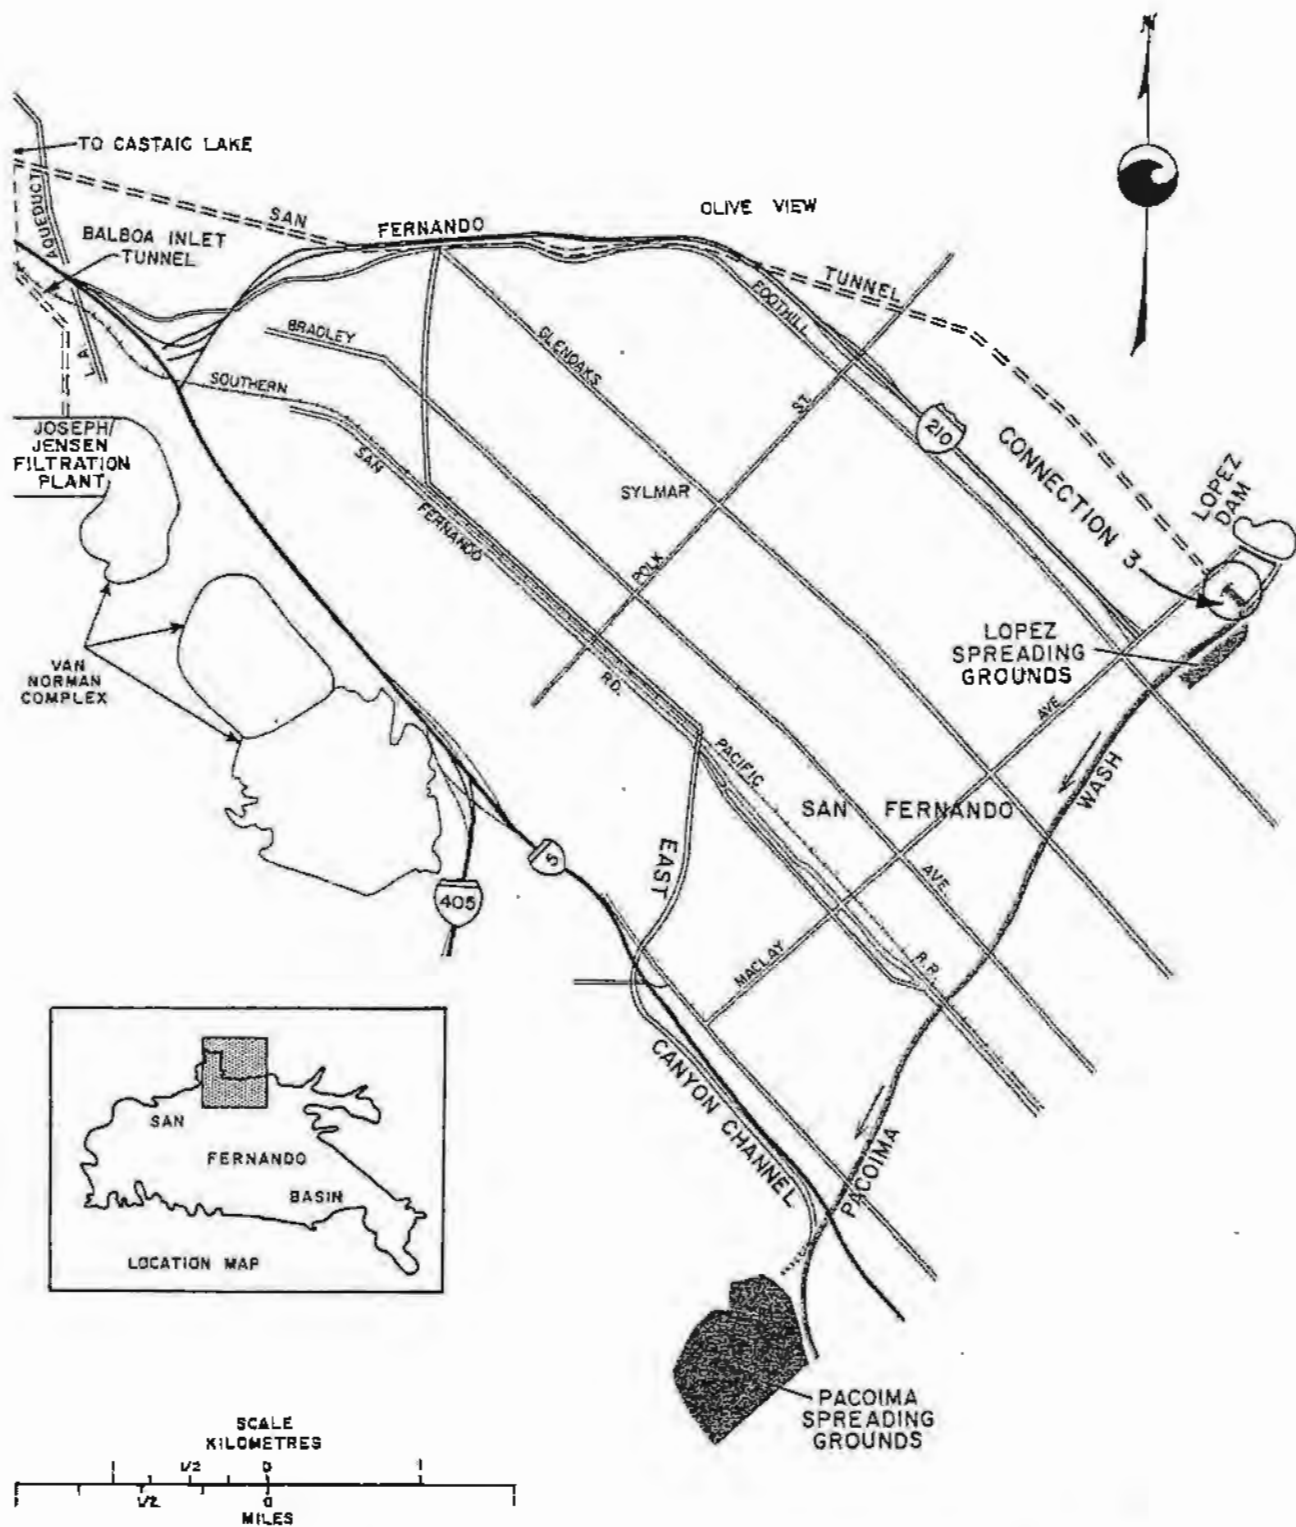 N
TO CASTAIC LAKE
AQUEDUCT
L.A.
BALBOA INLET
TUNNEL
SAN
FERNANDO
TUNNEL
OLIVE VIEW
FOOTHILL
BRADLEY
GLENOAKS
SOUTHERN
ST.
210
JOSEPH
JENSEN
FILTRATION
PLANT
SAN
FERNANDO
RD.
SYLMAR
POLK
CONNECTION 3
LOPEZ
DAM
LOPEZ
SPREADING
GROUNDS
VAN
NORMAN
COMPLEX
AVE
PACIFIC
WASH
SAN FERNANDO
EAST
5
405
AVE.
MACLAY
R.R.
CANYON CHANNEL
PACOIMA
SAN
FERNANDO
BASIN
LOCATION MAP
PACOIMA
SPREADING
GROUNDS
SCALE
KILOMETRES
1 1/2 0 1
1 1/2 0 1
MILES